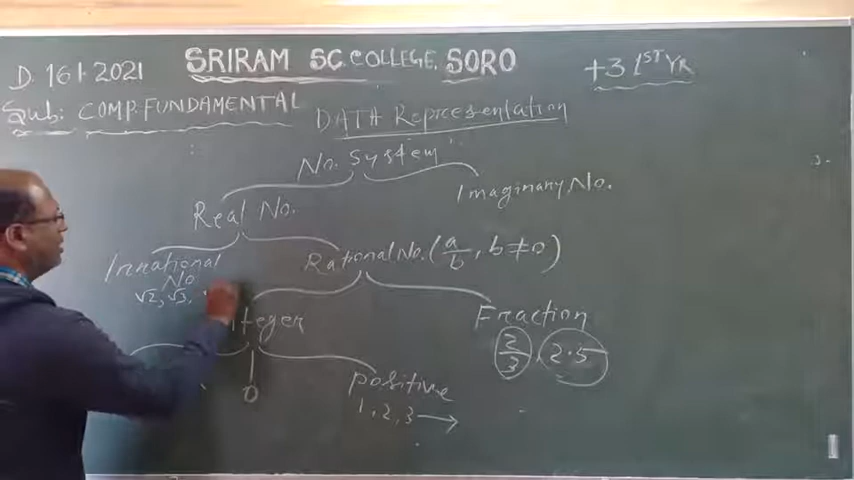 D. 16.1.2021 SRIRAM SC. COLLEGE, SORO +3 1ST YR
Sub: COMP. FUNDAMENTAL
DATA Representation
No. System
Real No. Imaginary No.
Irrational No √2, √3,
Rational No. (a/b, b≠0)
Integer Fraction
2/3, 2.5
0
positive
1, 2, 3 →